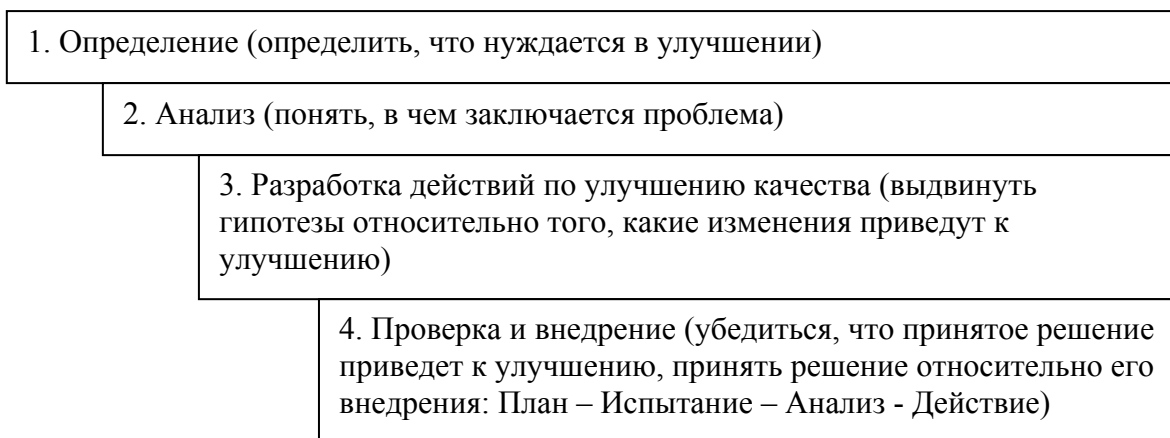 1. Определение (определить, что нуждается в улучшении)
2. Анализ (понять, в чем заключается проблема)
3. Разработка действий по улучшению качества (выдвинуть
гипотезы относительно того, какие изменения приведут к
улучшению)
4. Проверка и внедрение (убедиться, что принятое решение
приведет к улучшению, принять решение относительно его
внедрения: План – Испытание – Анализ - Действие)